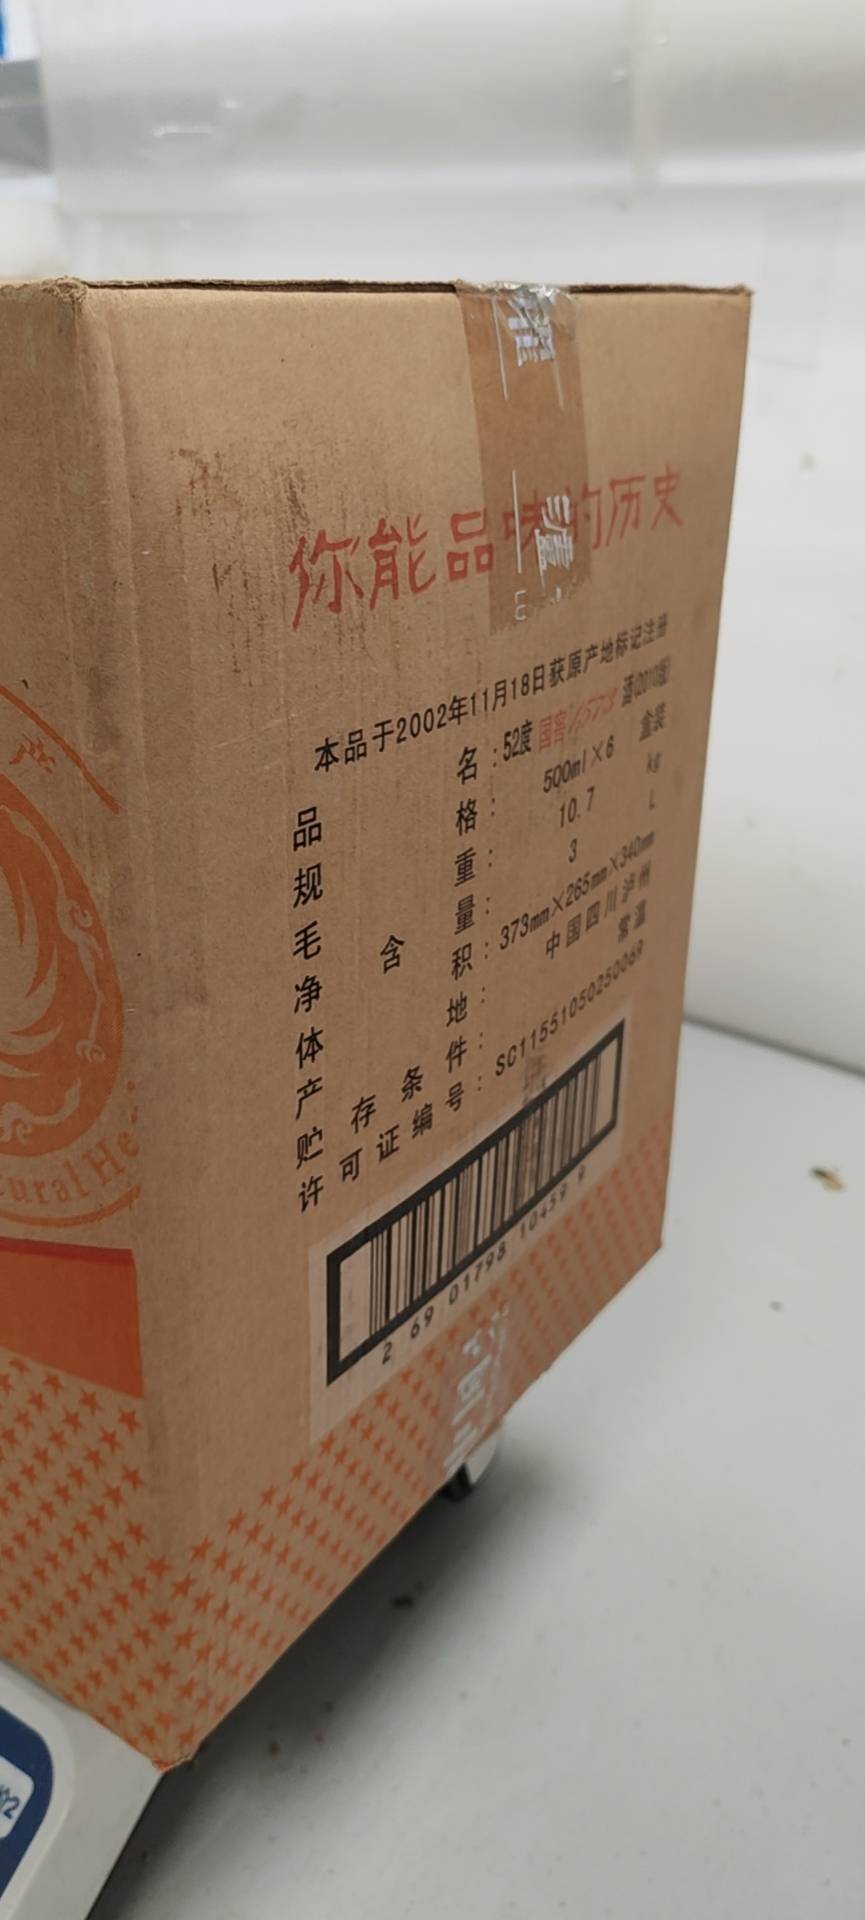 你能品味的历史
本品于2002年11月18日获原产地标记注册
品名：52度国窖1573酒(2010版)
规格：500ml×6 盒装
毛重：10.7 kg
净含量：3 L
体积：373mm×265mm×340mm
产地：中国四川泸州
贮存条件：常温
许可证编号：SC11551050250069
2 69 01798 10459 9
tural He